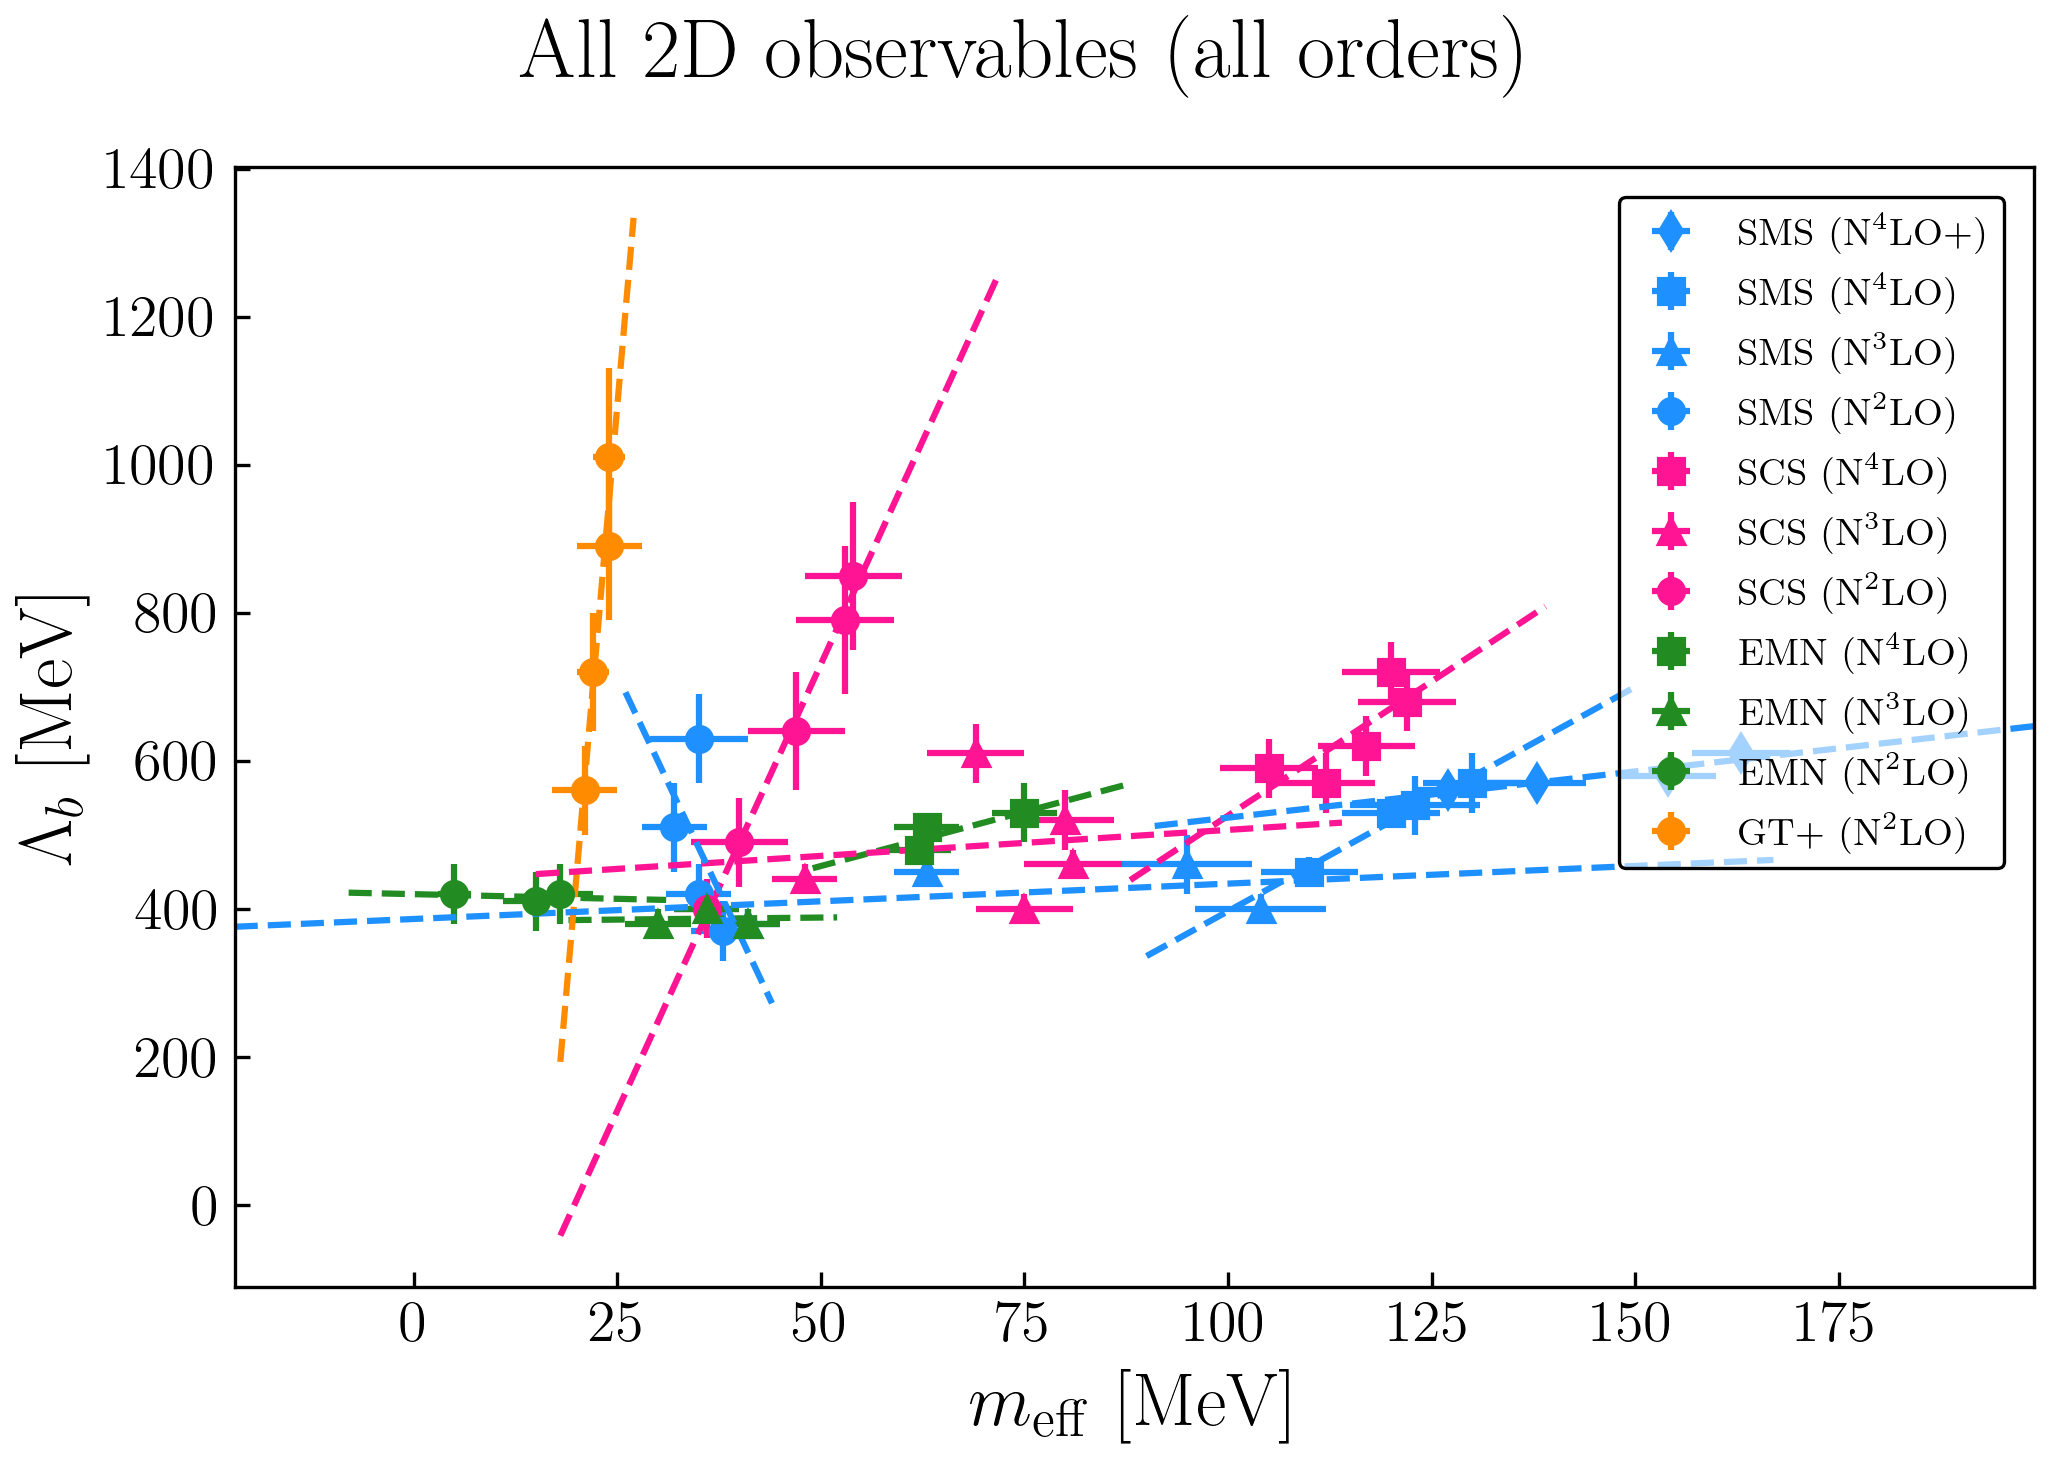 All 2D observables (all orders)
1400
1200
1000
800
600
400
200
0
Λb [MeV]
0 25 50 75 100 125 150 175
meff [MeV]
SMS (N⁴LO+)
SMS (N⁴LO)
SMS (N³LO)
SMS (N²LO)
SCS (N⁴LO)
SCS (N³LO)
SCS (N²LO)
EMN (N⁴LO)
EMN (N³LO)
EMN (N²LO)
GT+ (N²LO)